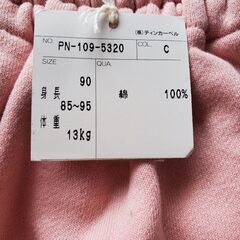 (株)ティンカーベル
NO. PN-109-5320 COL. C
SIZE QUA.
90
身長 85~95
体重 13kg
綿 100%